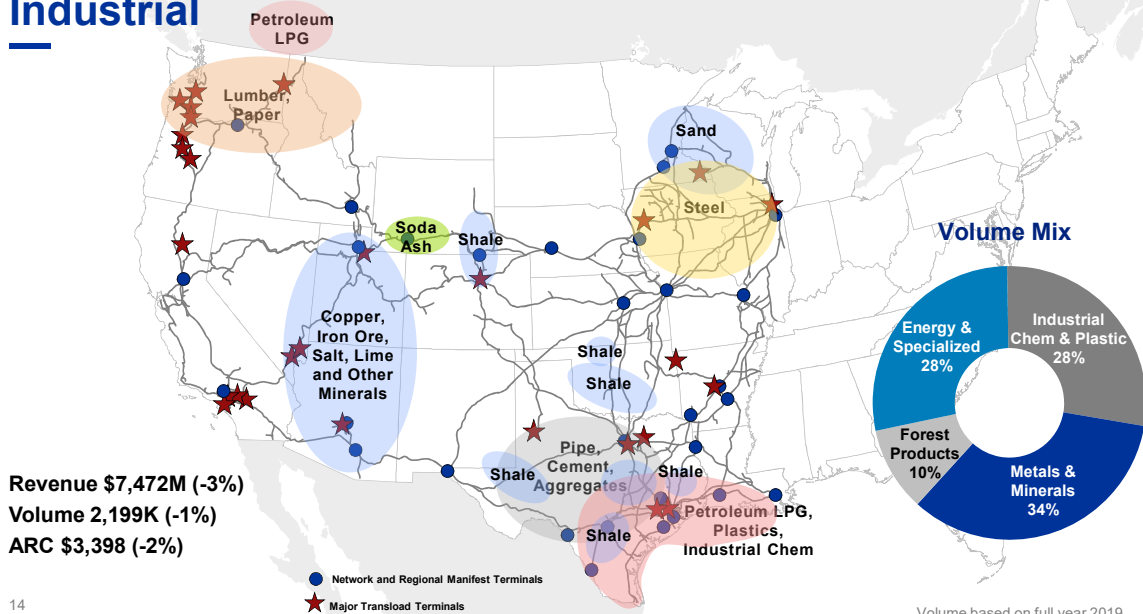 Industrial
Petroleum
LPG
Lumber,
Paper
Sand
Steel
Soda
Ash
Shale
Copper,
Iron Ore,
Salt, Lime
and Other
Minerals
Shale
Shale
Pipe,
Cement,
Aggregates
Shale
Shale
Petroleum LPG,
Plastics,
Industrial Chem
Shale
Volume Mix
Energy &
Specialized
28%
Industrial
Chem & Plastic
28%
Forest
Products
10%
Metals &
Minerals
34%
Revenue $7,472M (-3%)
Volume 2,199K (-1%)
ARC $3,398 (-2%)
Network and Regional Manifest Terminals
Major Transload Terminals
14
Volume based on full year 2019